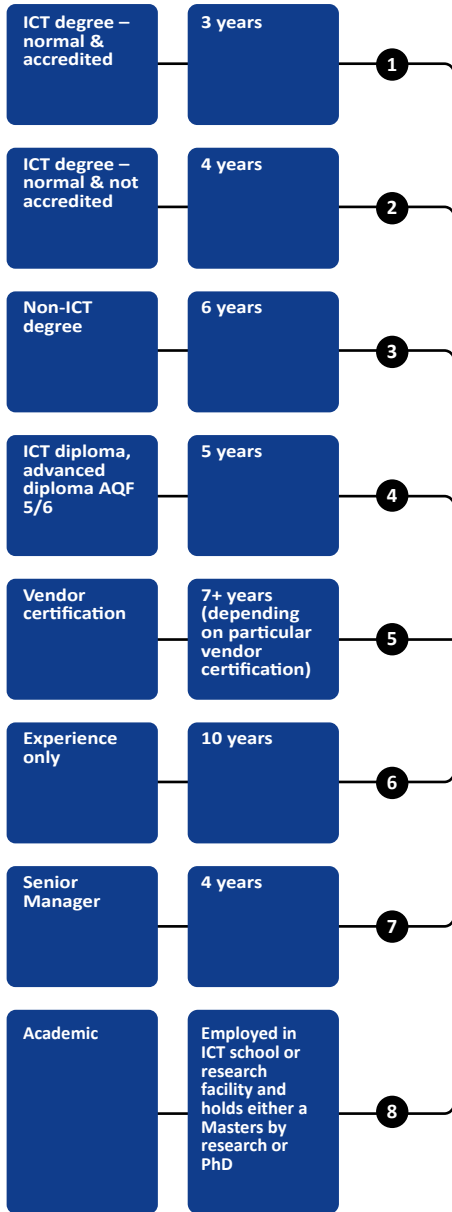 ICT degree –
normal &
accredited
3 years
1
ICT degree –
normal & not
accredited
4 years
2
Non-ICT
degree
6 years
3
ICT diploma,
advanced
diploma AQF
5/6
5 years
4
Vendor
certification
7+ years
(depending
on particular
vendor
certification)
5
Experience
only
10 years
6
Senior
Manager
4 years
7
Academic
Employed in
ICT school or
research
facility and
holds either a
Masters by
research or
PhD
8